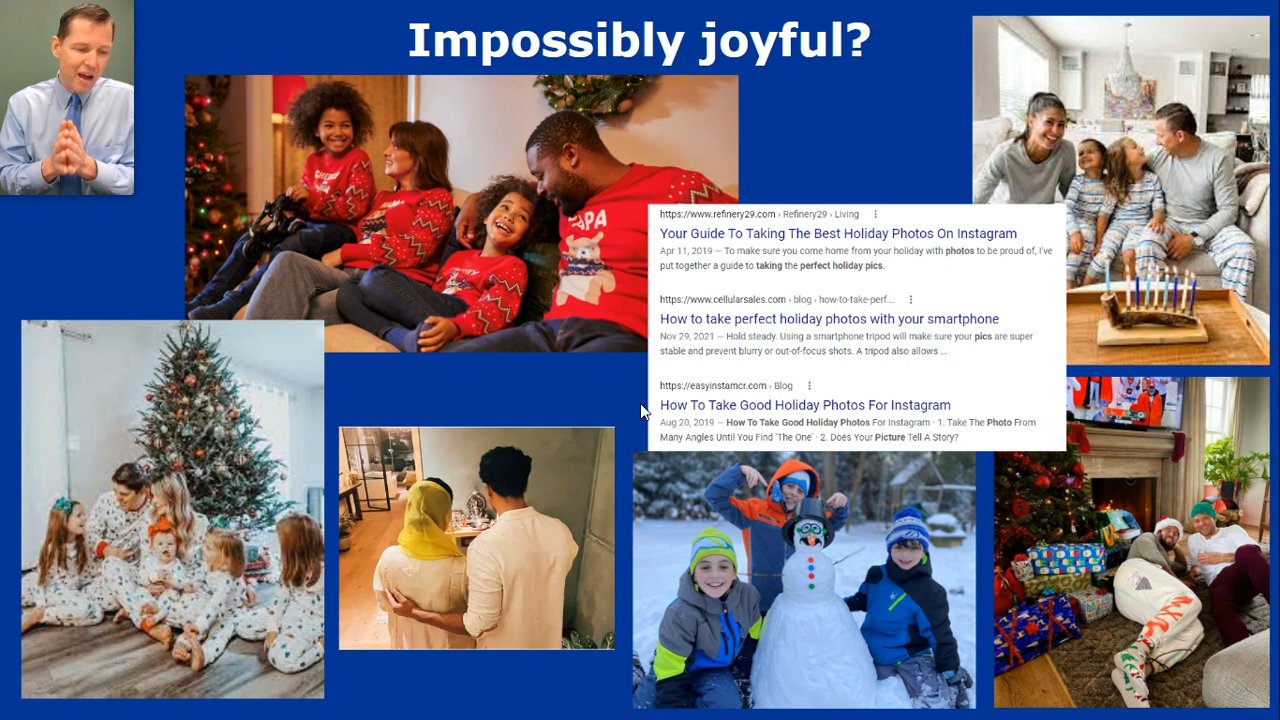 Impossibly joyful?
PAPA
https://www.refinery29.com › Refinery29 › Living
Your Guide To Taking The Best Holiday Photos On Instagram
Apr 11, 2019 — To make sure you come home from your holiday with photos to be proud of, I've
put together a guide to taking the perfect holiday pics.
https://www.cellularsales.com › blog › how-to-take-perf...
How to take perfect holiday photos with your smartphone
Nov 29, 2021 — Hold steady. Using a smartphone tripod will make sure your pics are super
stable and prevent blurry or out-of-focus shots. A tripod also allows ...
https://easyinstamcr.com › Blog
How To Take Good Holiday Photos For Instagram
Aug 20, 2019 — How To Take Good Holiday Photos For Instagram · 1. Take The Photo From
Many Angles Until You Find 'The One' · 2. Does Your Picture Tell A Story?